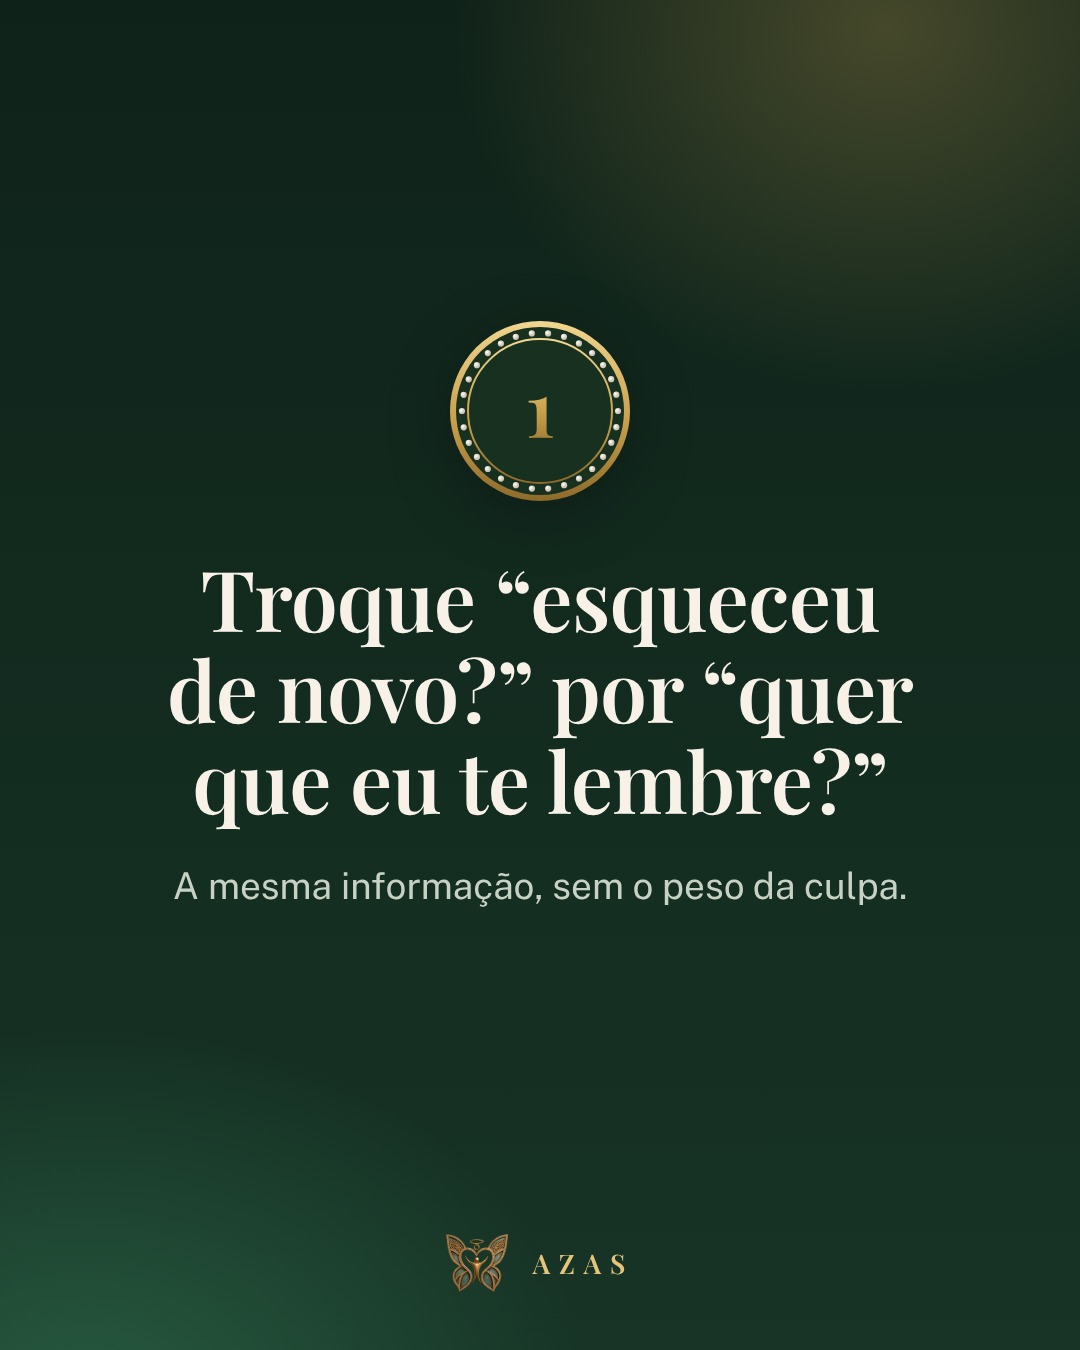 1
Troque “esqueceu
de novo?” por “quer
que eu te lembre?”
A mesma informação, sem o peso da culpa.
AZAS